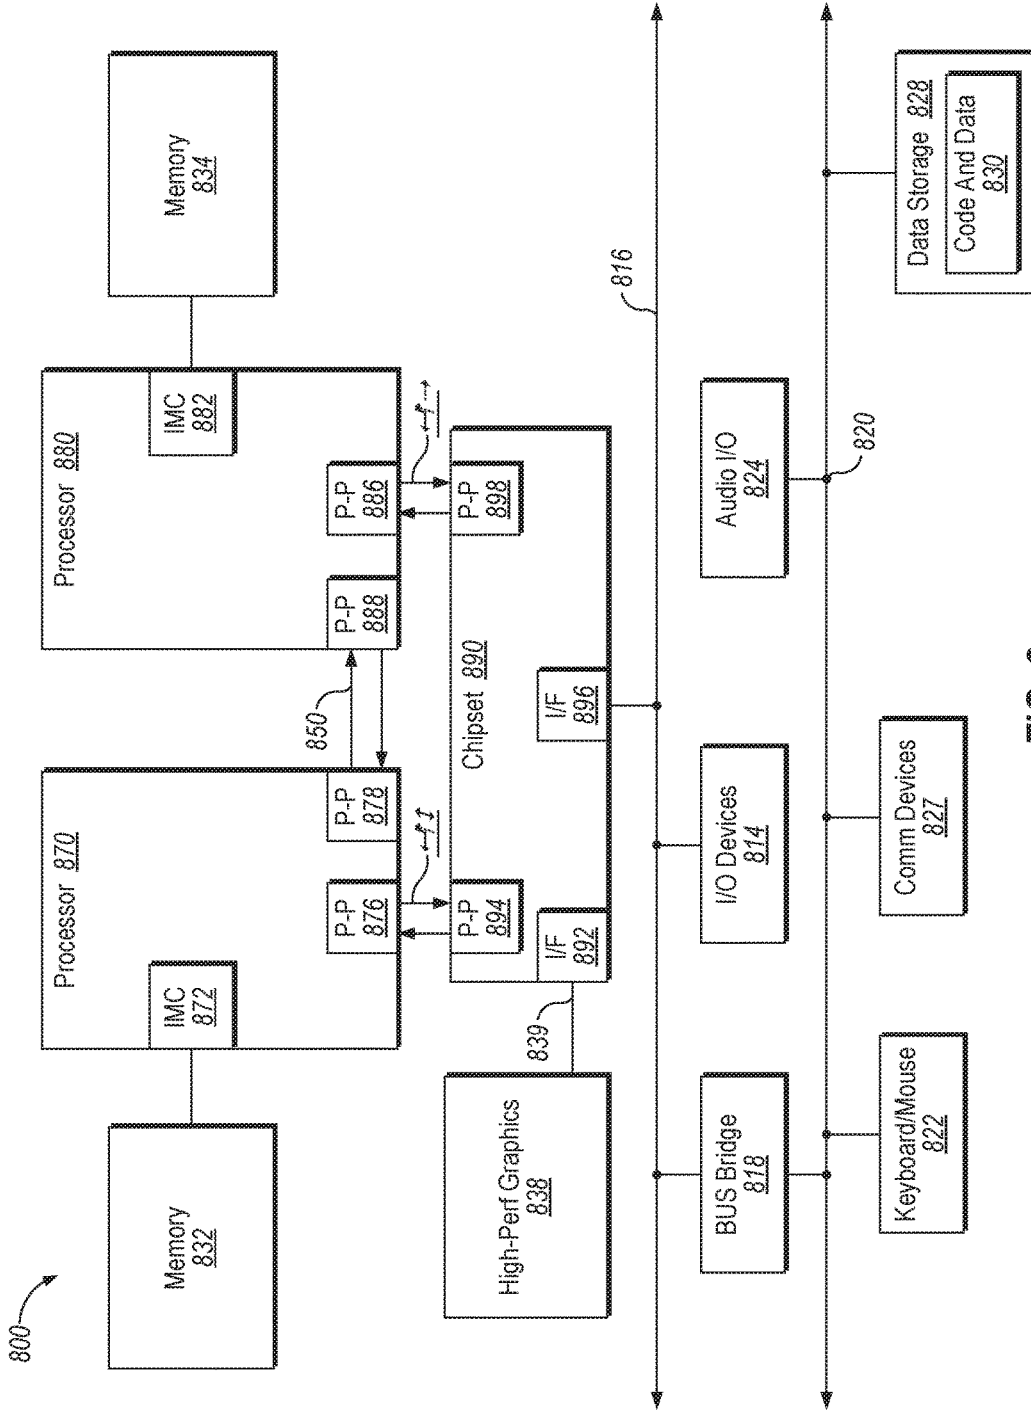 800
Memory
832
Processor 870
IMC
872
P-P
876
P-P
878
850
Processor 880
P-P
888
P-P
886
IMC
882
Memory
834
High-Perf Graphics
838
839
Chipset 890
P-P
894
P-P
898
I/F
892
I/F
896
816
BUS Bridge
818
I/O Devices
814
Audio I/O
824
820
Keyboard/Mouse
822
Comm Devices
827
Data Storage 828
Code And Data
830